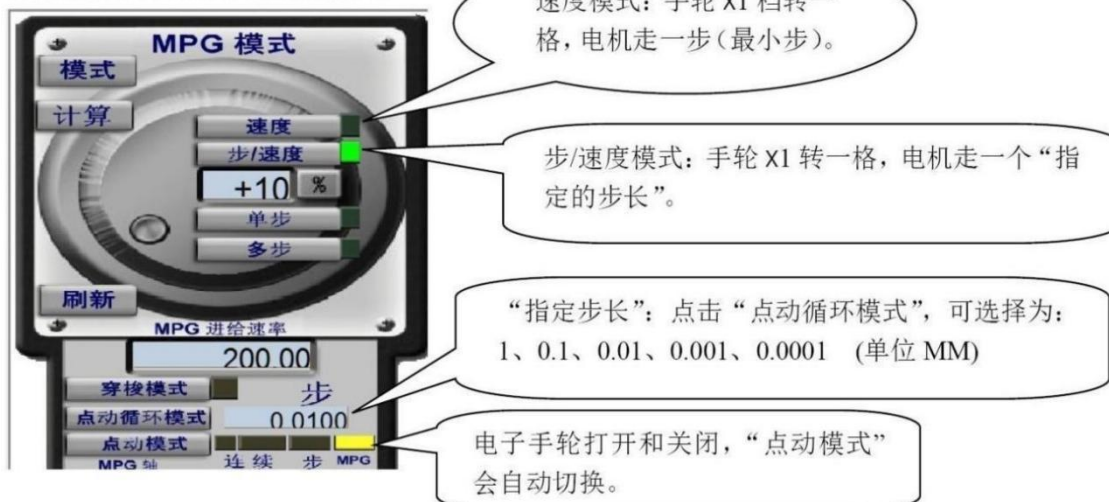 MPG 模式
模式
计算
速度
步/速度
+10 %
单步
多步
刷新
MPG 进给速率
200.00
穿梭模式
步
点动循环模式
0.0100
点动模式
连续 步 MPG
MPG 轴
速度模式:手轮 X1 档转一
格,电机走一步(最小步)。
步/速度模式:手轮 X1 转一格,电机走一个“指
定的步长”。
“指定步长”:点击“点动循环模式”,可选择为:
1、0.1、0.01、0.001、0.0001 (单位 MM)
电子手轮打开和关闭,“点动模式”
会自动切换。